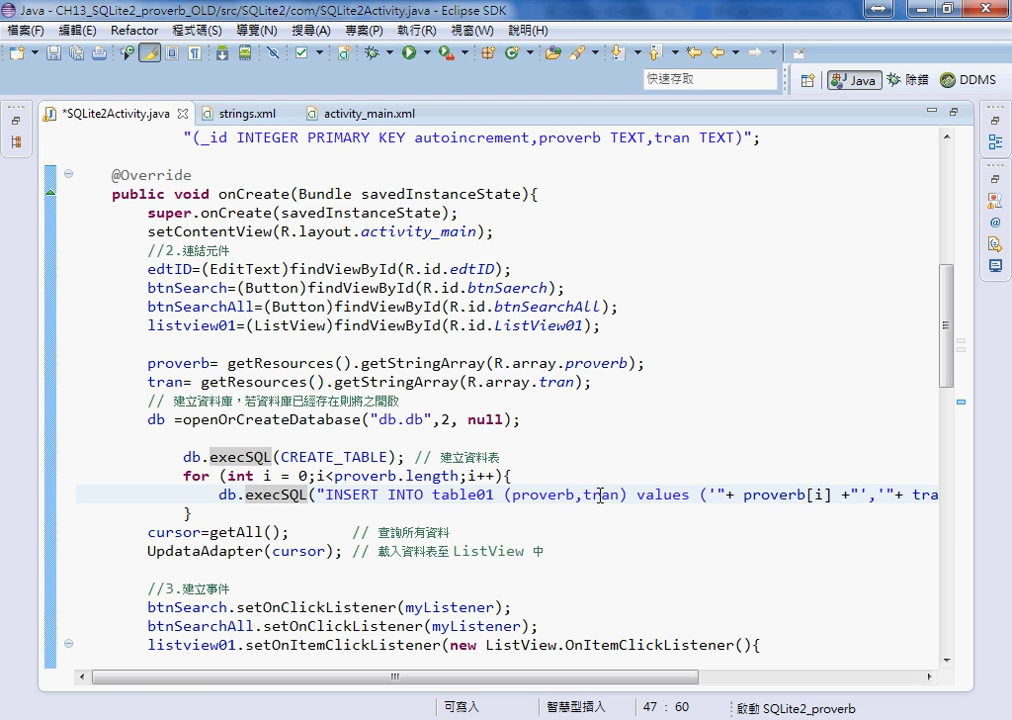 Java - CH13_SQLite2_proverb_OLD/src/SQLite2/com/SQLite2Activity.java - Eclipse SDK
檔案(F) 編輯(E) Refactor 程式碼(S) 導覽(N) 搜尋(A) 專案(P) 執行(R) 視窗(W) 說明(H)
快速存取 Java 除錯 DDMS
*SQLite2Activity.java strings.xml activity_main.xml
"(_id INTEGER PRIMARY KEY autoincrement,proverb TEXT,tran TEXT)";
@Override
public void onCreate(Bundle savedInstanceState){
super.onCreate(savedInstanceState);
setContentView(R.layout.activity_main);
//2.連結元件
edtID=(EditText)findViewById(R.id.edtID);
btnSearch=(Button)findViewById(R.id.btnSaerch);
btnSearchAll=(Button)findViewById(R.id.btnSearchAll);
listview01=(ListView)findViewById(R.id.ListView01);
proverb= getResources().getStringArray(R.array.proverb);
tran= getResources().getStringArray(R.array.tran);
// 建立資料庫，若資料庫已經存在則將之開啟
db =openOrCreateDatabase("db.db",2, null);
db.execSQL(CREATE_TABLE); // 建立資料表
for (int i = 0;i<proverb.length;i++){
db.execSQL("INSERT INTO table01 (proverb,tran) values ('"+ proverb[i] +"','"+ tra
}
cursor=getAll(); // 查詢所有資料
UpdataAdapter(cursor); // 載入資料表至 ListView 中
//3.建立事件
btnSearch.setOnClickListener(myListener);
btnSearchAll.setOnClickListener(myListener);
listview01.setOnItemClickListener(new ListView.OnItemClickListener(){
可寫入 智慧型插入 47 : 60 啟動 SQLite2_proverb